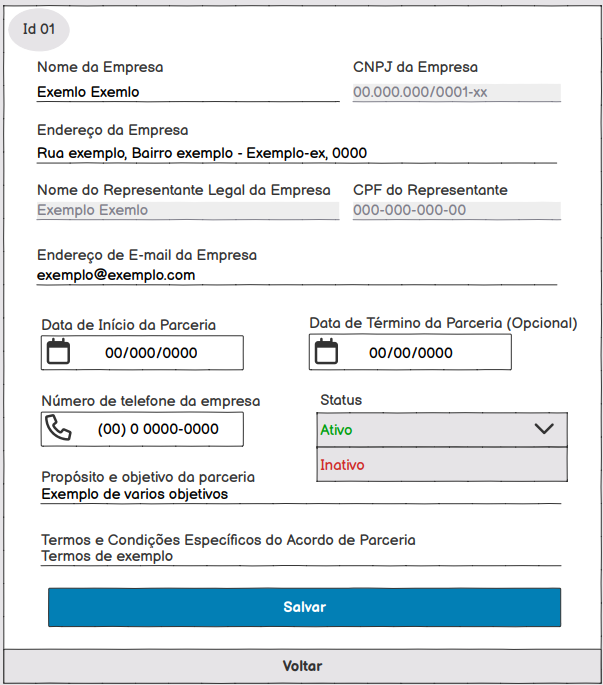 Id 01
Nome da Empresa CNPJ da Empresa
Exemlo Exemlo 00.000.000/0001-xx
Endereço da Empresa
Rua exemplo, Bairro exemplo - Exemplo-ex, 0000
Nome do Representante Legal da Empresa CPF do Representante
Exemplo Exemlo 000-000-000-00
Endereço de E-mail da Empresa
exemplo@exemplo.com
Data de Início da Parceria Data de Término da Parceria (Opcional)
00/000/0000 00/00/0000
Número de telefone da empresa Status
(00) 0 0000-0000 Ativo
Inativo
Propósito e objetivo da parceria
Exemplo de varios objetivos
Termos e Condições Específicos do Acordo de Parceria
Termos de exemplo
Salvar
Voltar